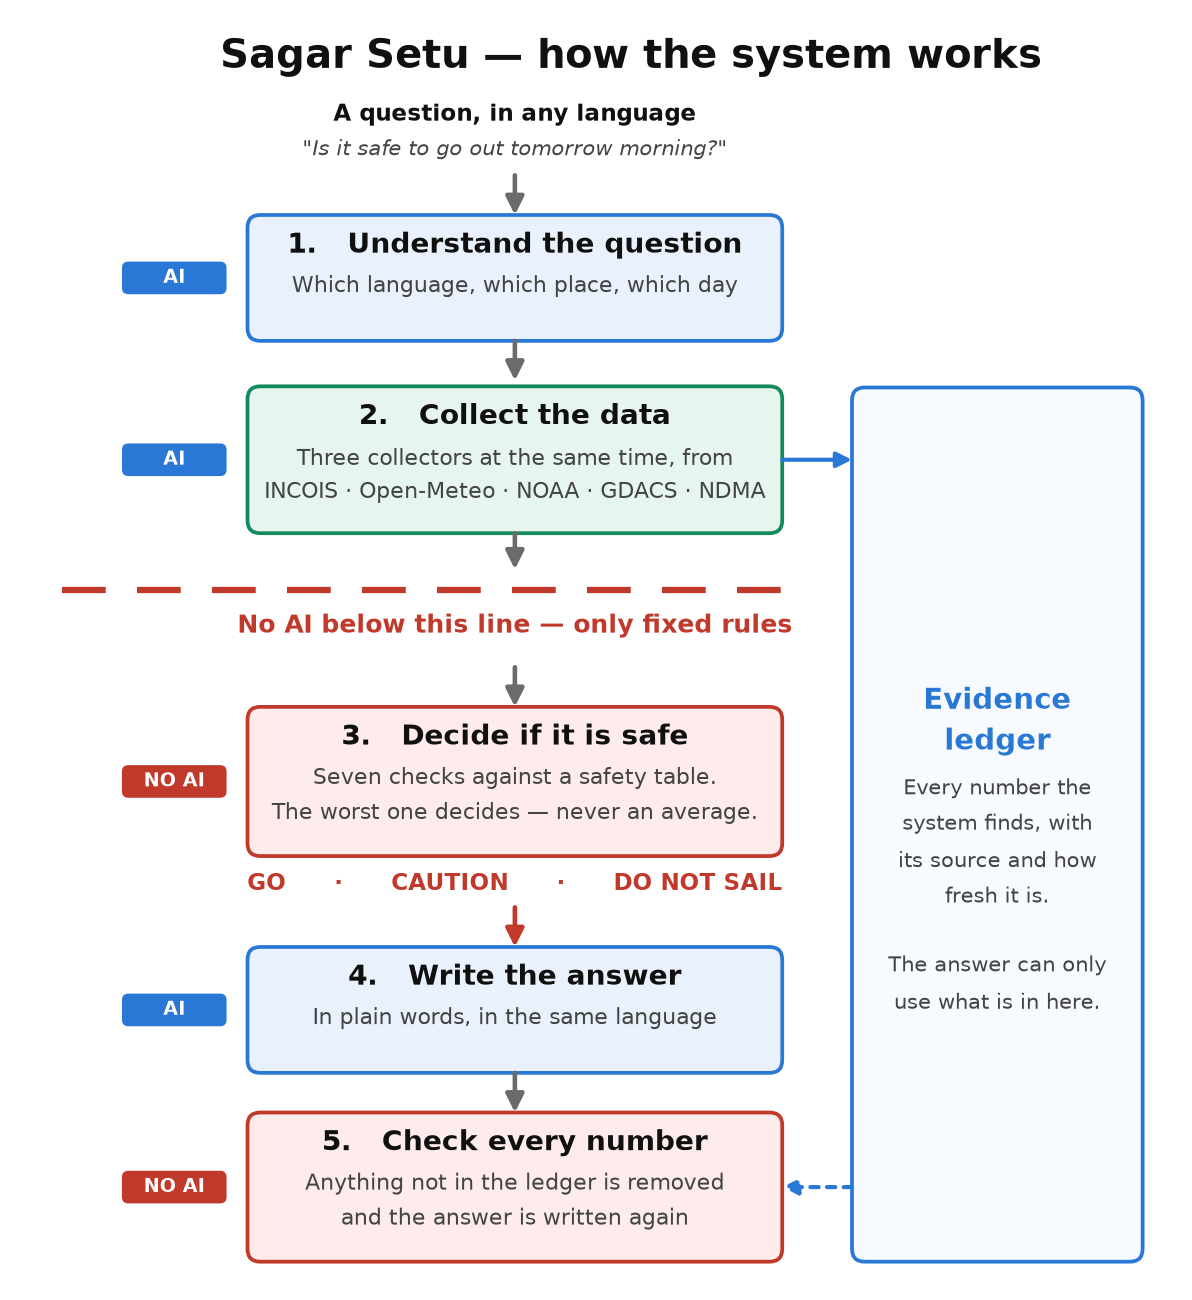 Sagar Setu — how the system works
A question, in any language
"Is it safe to go out tomorrow morning?"
1. Understand the question
AI
Which language, which place, which day
2. Collect the data
AI
Three collectors at the same time, from
INCOIS · Open-Meteo · NOAA · GDACS · NDMA
No AI below this line — only fixed rules
3. Decide if it is safe
NO AI
Seven checks against a safety table.
The worst one decides — never an average.
GO · CAUTION · DO NOT SAIL
4. Write the answer
AI
In plain words, in the same language
5. Check every number
NO AI
Anything not in the ledger is removed
and the answer is written again
Evidence
ledger
Every number the
system finds, with
its source and how
fresh it is.
The answer can only
use what is in here.